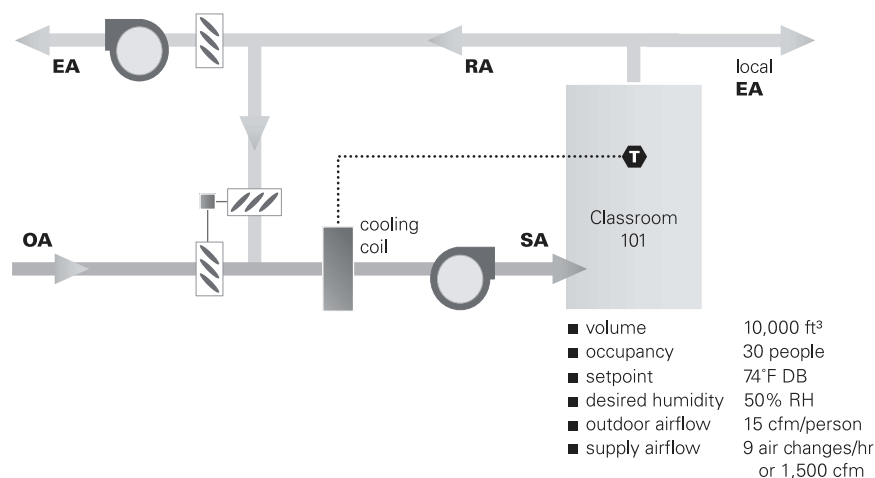 EA
RA
local
EA
T
Classroom
101
OA
cooling
coil
SA
■ volume 10,000 ft³
■ occupancy 30 people
■ setpoint 74°F DB
■ desired humidity 50% RH
■ outdoor airflow 15 cfm/person
■ supply airflow 9 air changes/hr
or 1,500 cfm